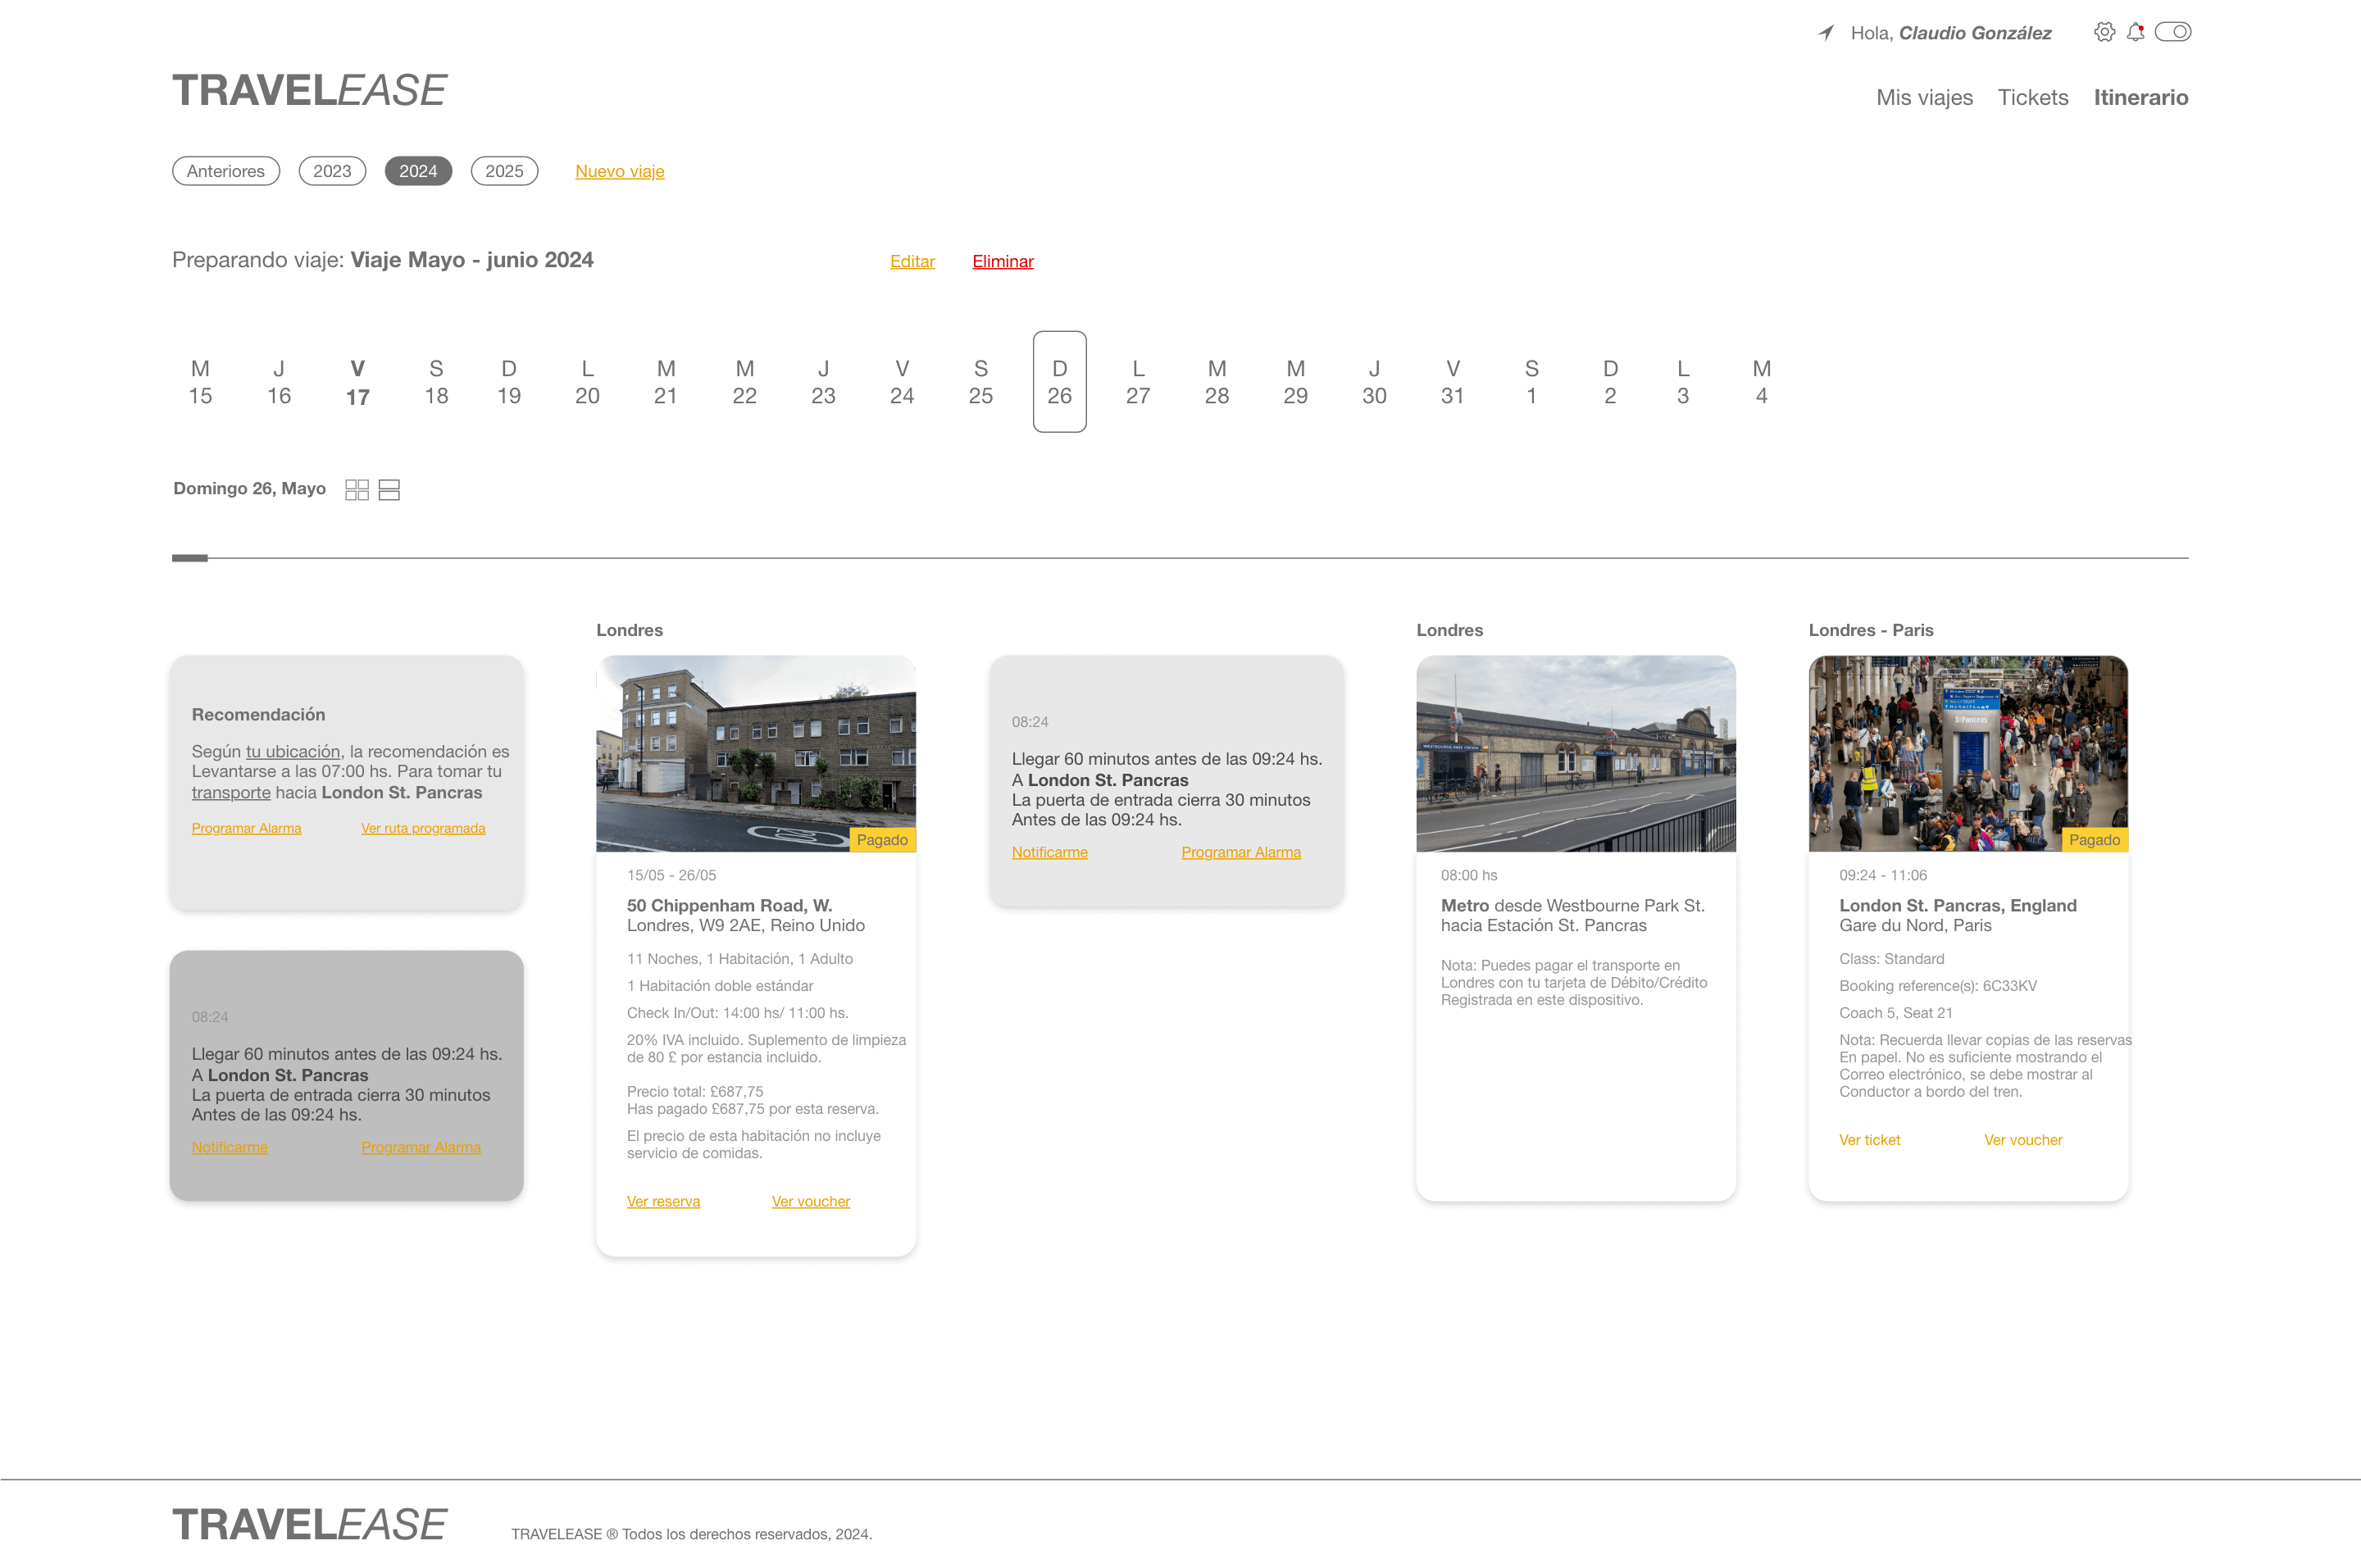 Hola, Claudio González
TRAVELEASE
Mis viajes Tickets Itinerario
Anteriores 2023 2024 2025 Nuevo viaje
Preparando viaje: Viaje Mayo - junio 2024 Editar Eliminar
M J V S D L M M J V S D L M M J V S D L M
15 16 17 18 19 20 21 22 23 24 25 26 27 28 29 30 31 1 2 3 4
Domingo 26, Mayo
Recomendación
Según tu ubicación, la recomendación es
Levantarse a las 07:00 hs. Para tomar tu
transporte hacia London St. Pancras
Programar Alarma Ver ruta programada
08:24
Llegar 60 minutos antes de las 09:24 hs.
A London St. Pancras
La puerta de entrada cierra 30 minutos
Antes de las 09:24 hs.
Notificarme Programar Alarma
Londres
Pagado
15/05 - 26/05
50 Chippenham Road, W.
Londres, W9 2AE, Reino Unido
11 Noches, 1 Habitación, 1 Adulto
1 Habitación doble estándar
Check In/Out: 14:00 hs/ 11:00 hs.
20% IVA incluido. Suplemento de limpieza
de 80 £ por estancia incluido.
Precio total: £687,75
Has pagado £687,75 por esta reserva.
El precio de esta habitación no incluye
servicio de comidas.
Ver reserva Ver voucher
08:24
Llegar 60 minutos antes de las 09:24 hs.
A London St. Pancras
La puerta de entrada cierra 30 minutos
Antes de las 09:24 hs.
Notificarme Programar Alarma
Londres
WESTBOURNE PARK STATION
08:00 hs
Metro desde Westbourne Park St.
hacia Estación St. Pancras
Nota: Puedes pagar el transporte en
Londres con tu tarjeta de Débito/Crédito
Registrada en este dispositivo.
Londres - Paris
St Pancras
Pagado
09:24 - 11:06
London St. Pancras, England
Gare du Nord, Paris
Class: Standard
Booking reference(s): 6C33KV
Coach 5, Seat 21
Nota: Recuerda llevar copias de las reservas
En papel. No es suficiente mostrando el
Correo electrónico, se debe mostrar al
Conductor a bordo del tren.
Ver ticket Ver voucher
TRAVELEASE
TRAVELEASE ® Todos los derechos reservados, 2024.